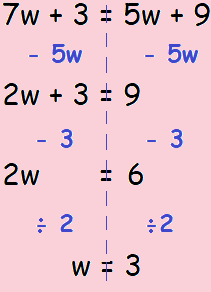 7w + 3 = 5w + 9
- 5w - 5w
2w + 3 = 9
- 3 - 3
2w = 6
÷ 2 ÷2
w = 3